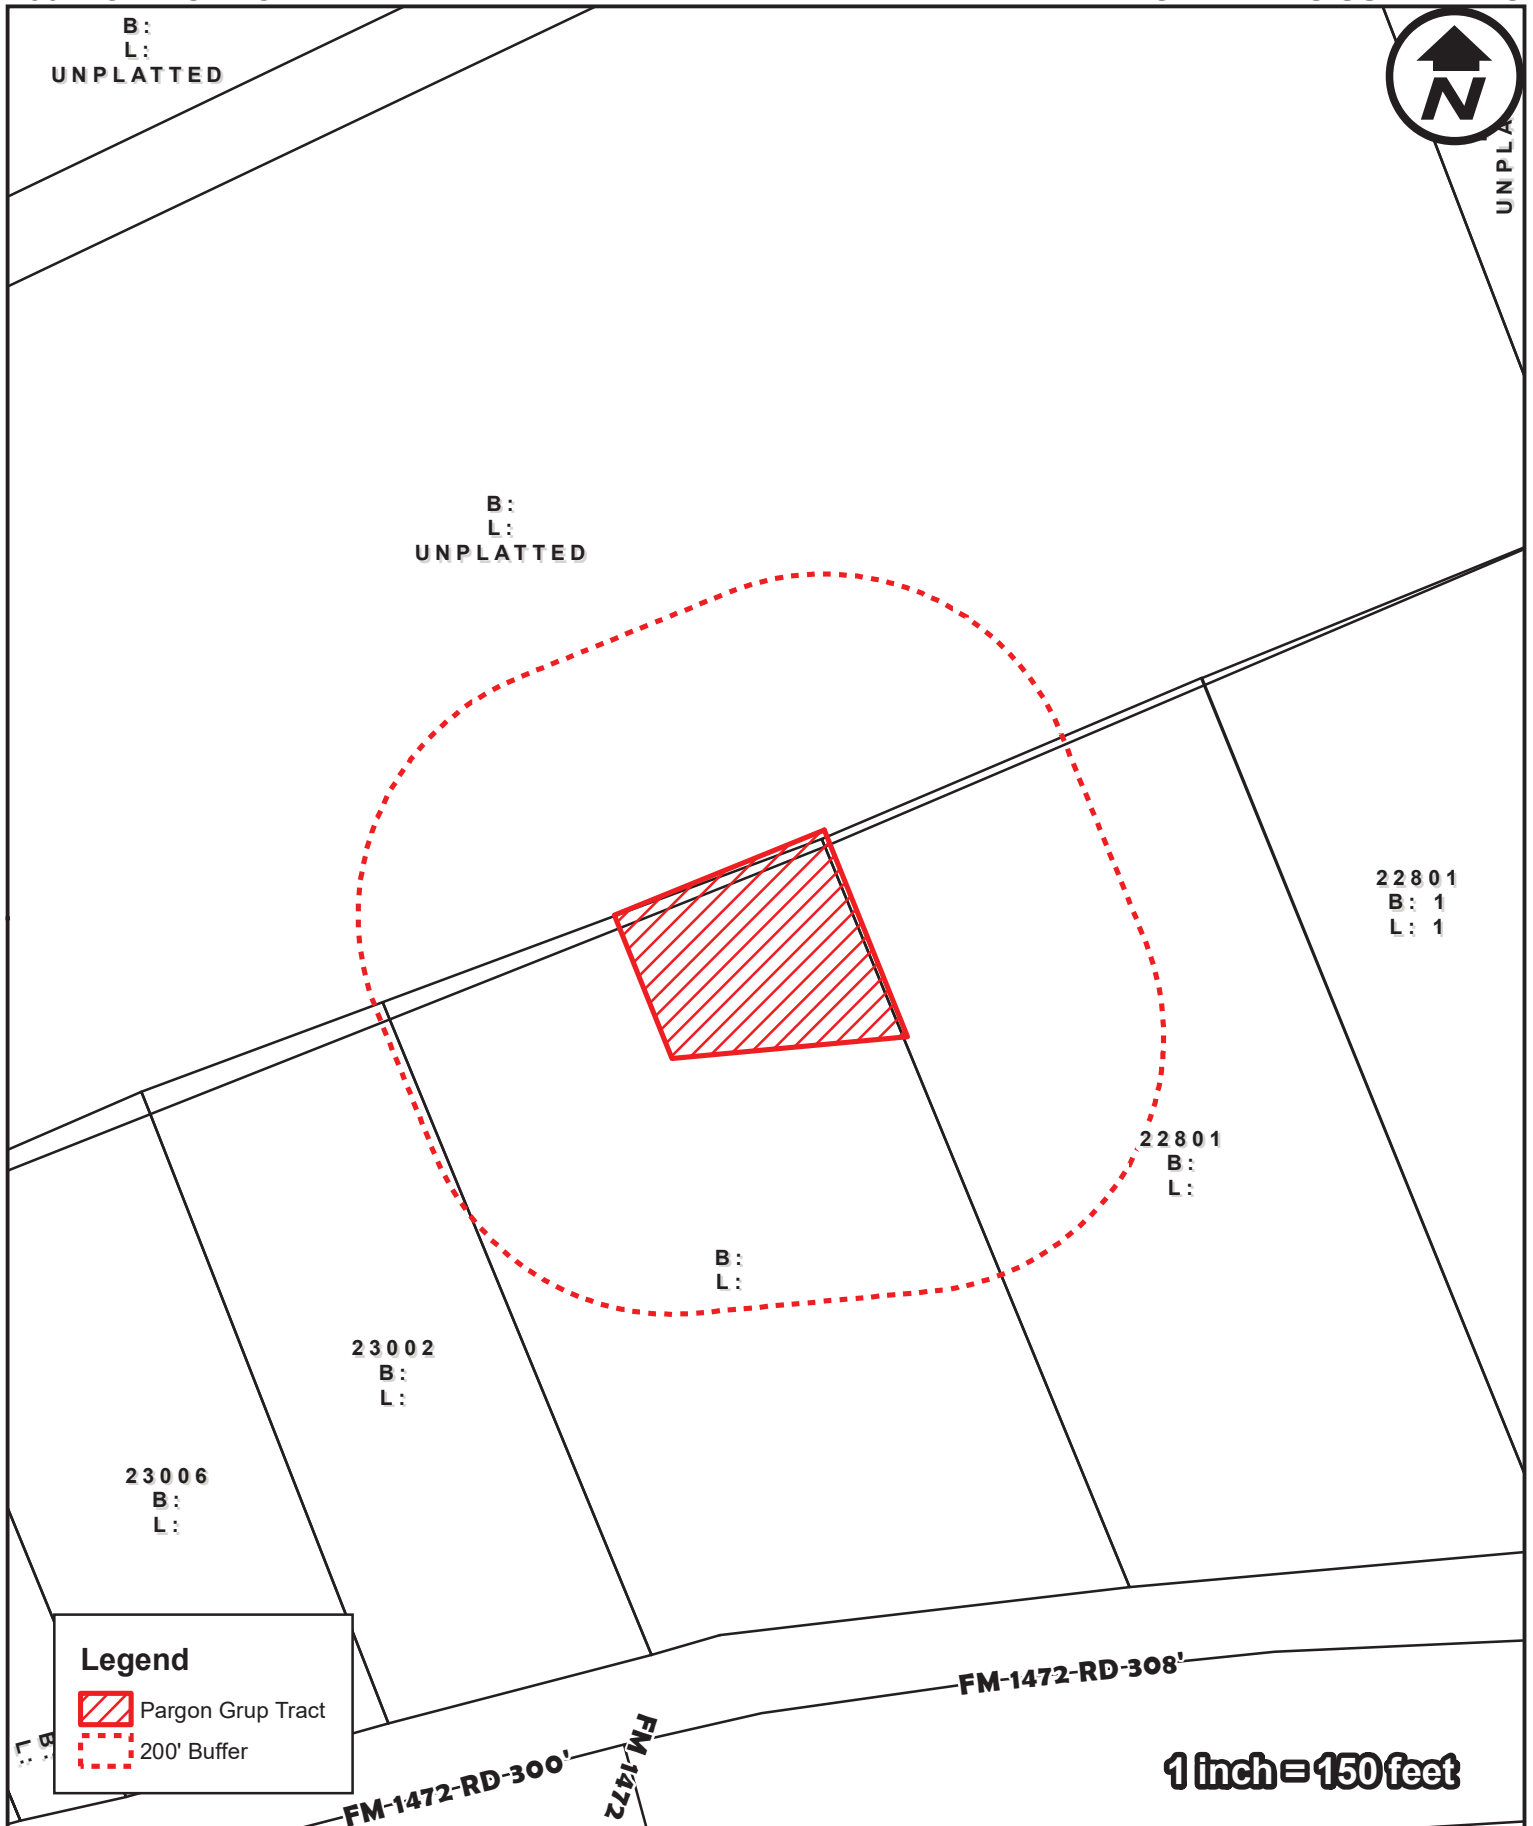 B:
L:
UNPLATTED
N
UNPLA
B:
L:
UNPLATTED
22801
B: 1
L: 1
22801
B:
L:
B:
L:
23002
B:
L:
23006
B:
L:
Legend
Pargon Grup Tract
200' Buffer
B:
L:
FM-1472-RD-308'
FM-1472-RD-300'
FM 1472
1 inch = 150 feet